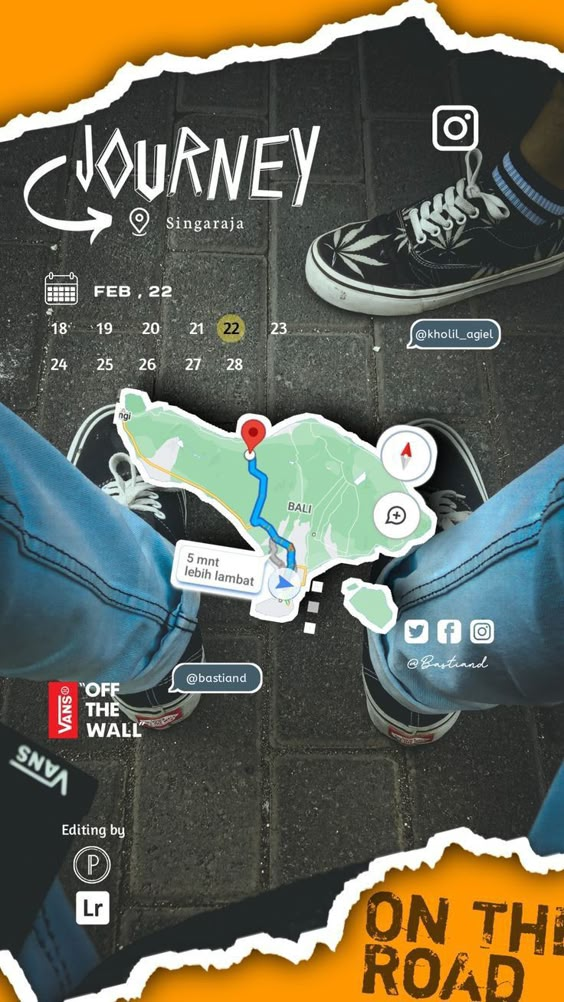 JOURNEY
Singaraja
FEB , 22
18 19 20 21 22 23
24 25 26 27 28
@kholil_agiel
ngi
BALI
5 mnt
lebih lambat
@Bastiand
@bastiand
VANS
"OFF
THE
WALL"
VANS
Editing by
P
Lr
ON THE
ROAD